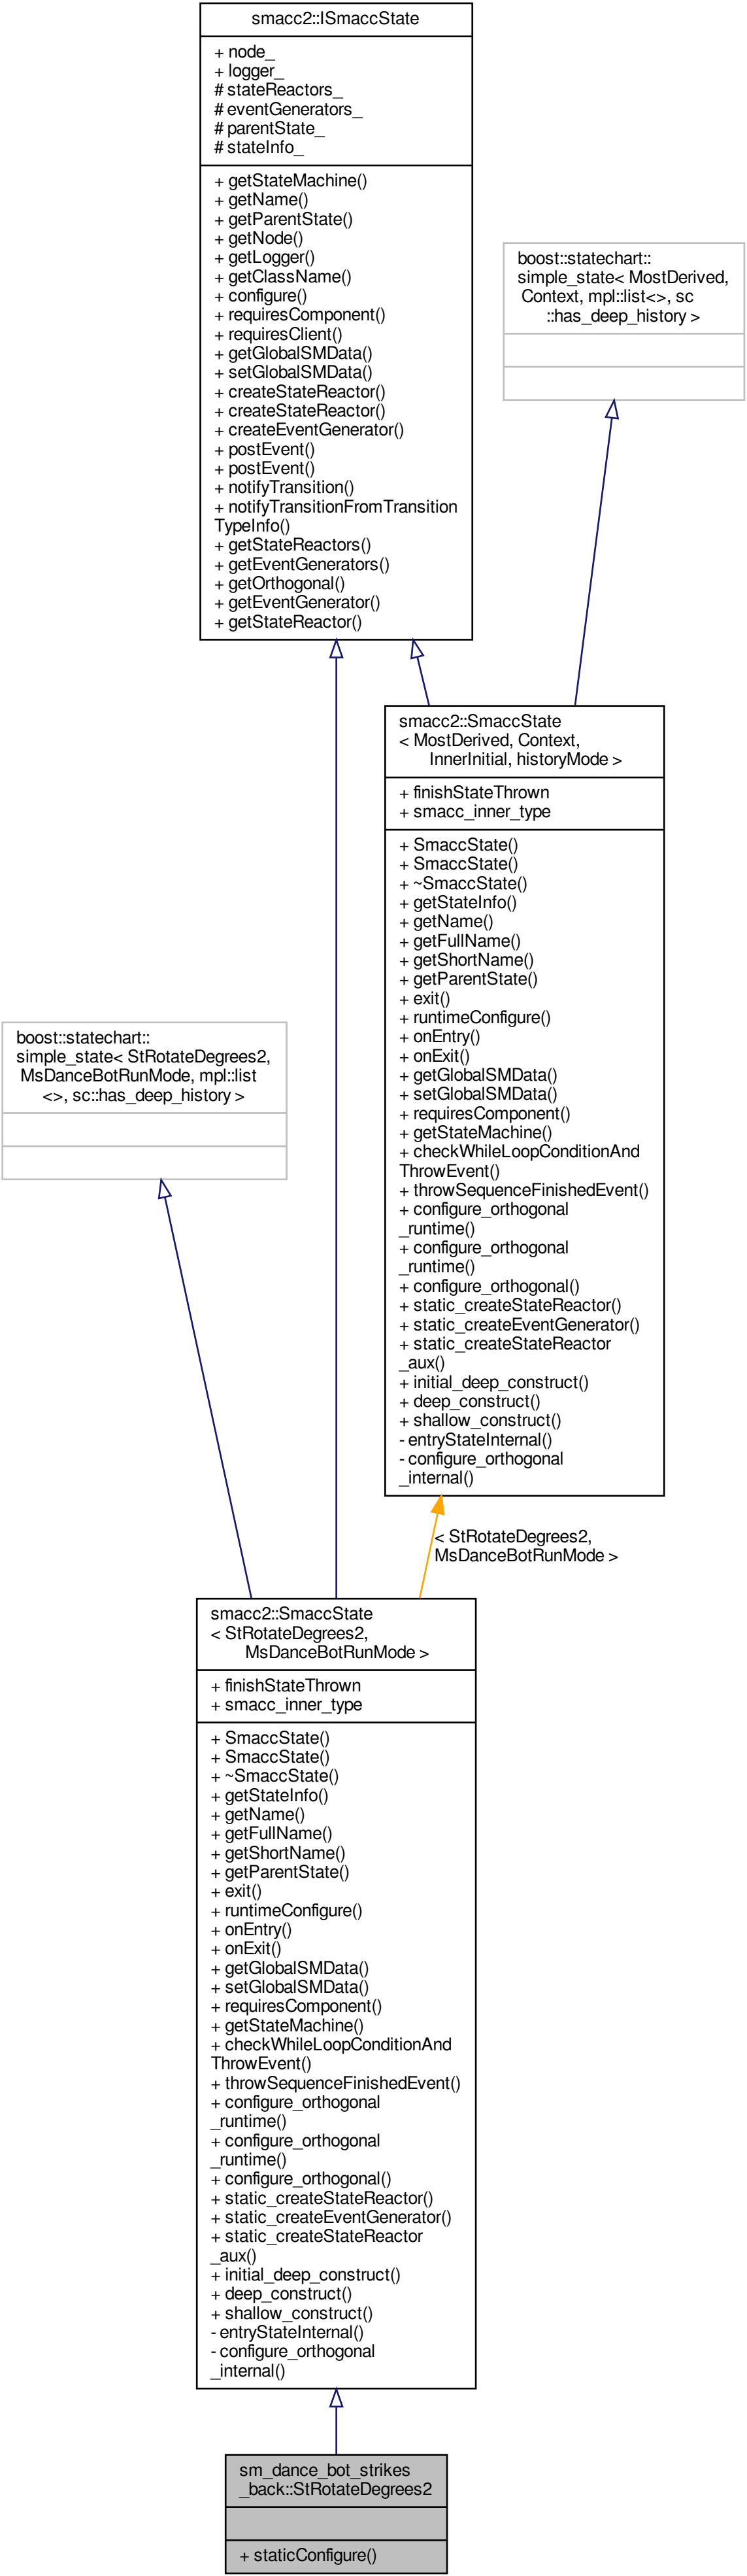 smacc2::ISmaccState
+ node_
+ logger_
# stateReactors_
# eventGenerators_
# parentState_
# stateInfo_
+ getStateMachine()
+ getName()
+ getParentState()
+ getNode()
+ getLogger()
+ getClassName()
+ configure()
+ requiresComponent()
+ requiresClient()
+ getGlobalSMData()
+ setGlobalSMData()
+ createStateReactor()
+ createStateReactor()
+ createEventGenerator()
+ postEvent()
+ postEvent()
+ notifyTransition()
+ notifyTransitionFromTransition
TypeInfo()
+ getStateReactors()
+ getEventGenerators()
+ getOrthogonal()
+ getEventGenerator()
+ getStateReactor()
boost::statechart::
simple_state< MostDerived,
Context, mpl::list<>, sc
::has_deep_history >
smacc2::SmaccState
< MostDerived, Context,
InnerInitial, historyMode >
+ finishStateThrown
+ smacc_inner_type
+ SmaccState()
+ SmaccState()
+ ~SmaccState()
+ getStateInfo()
+ getName()
+ getFullName()
+ getShortName()
+ getParentState()
+ exit()
+ runtimeConfigure()
+ onEntry()
+ onExit()
+ getGlobalSMData()
+ setGlobalSMData()
+ requiresComponent()
+ getStateMachine()
+ checkWhileLoopConditionAnd
ThrowEvent()
+ throwSequenceFinishedEvent()
+ configure_orthogonal
_runtime()
+ configure_orthogonal
_runtime()
+ configure_orthogonal()
+ static_createStateReactor()
+ static_createEventGenerator()
+ static_createStateReactor
_aux()
+ initial_deep_construct()
+ deep_construct()
+ shallow_construct()
- entryStateInternal()
- configure_orthogonal
_internal()
boost::statechart::
simple_state< StRotateDegrees2,
MsDanceBotRunMode, mpl::list
<>, sc::has_deep_history >
< StRotateDegrees2,
MsDanceBotRunMode >
smacc2::SmaccState
< StRotateDegrees2,
MsDanceBotRunMode >
+ finishStateThrown
+ smacc_inner_type
+ SmaccState()
+ SmaccState()
+ ~SmaccState()
+ getStateInfo()
+ getName()
+ getFullName()
+ getShortName()
+ getParentState()
+ exit()
+ runtimeConfigure()
+ onEntry()
+ onExit()
+ getGlobalSMData()
+ setGlobalSMData()
+ requiresComponent()
+ getStateMachine()
+ checkWhileLoopConditionAnd
ThrowEvent()
+ throwSequenceFinishedEvent()
+ configure_orthogonal
_runtime()
+ configure_orthogonal
_runtime()
+ configure_orthogonal()
+ static_createStateReactor()
+ static_createEventGenerator()
+ static_createStateReactor
_aux()
+ initial_deep_construct()
+ deep_construct()
+ shallow_construct()
- entryStateInternal()
- configure_orthogonal
_internal()
sm_dance_bot_strikes
_back::StRotateDegrees2
+ staticConfigure()